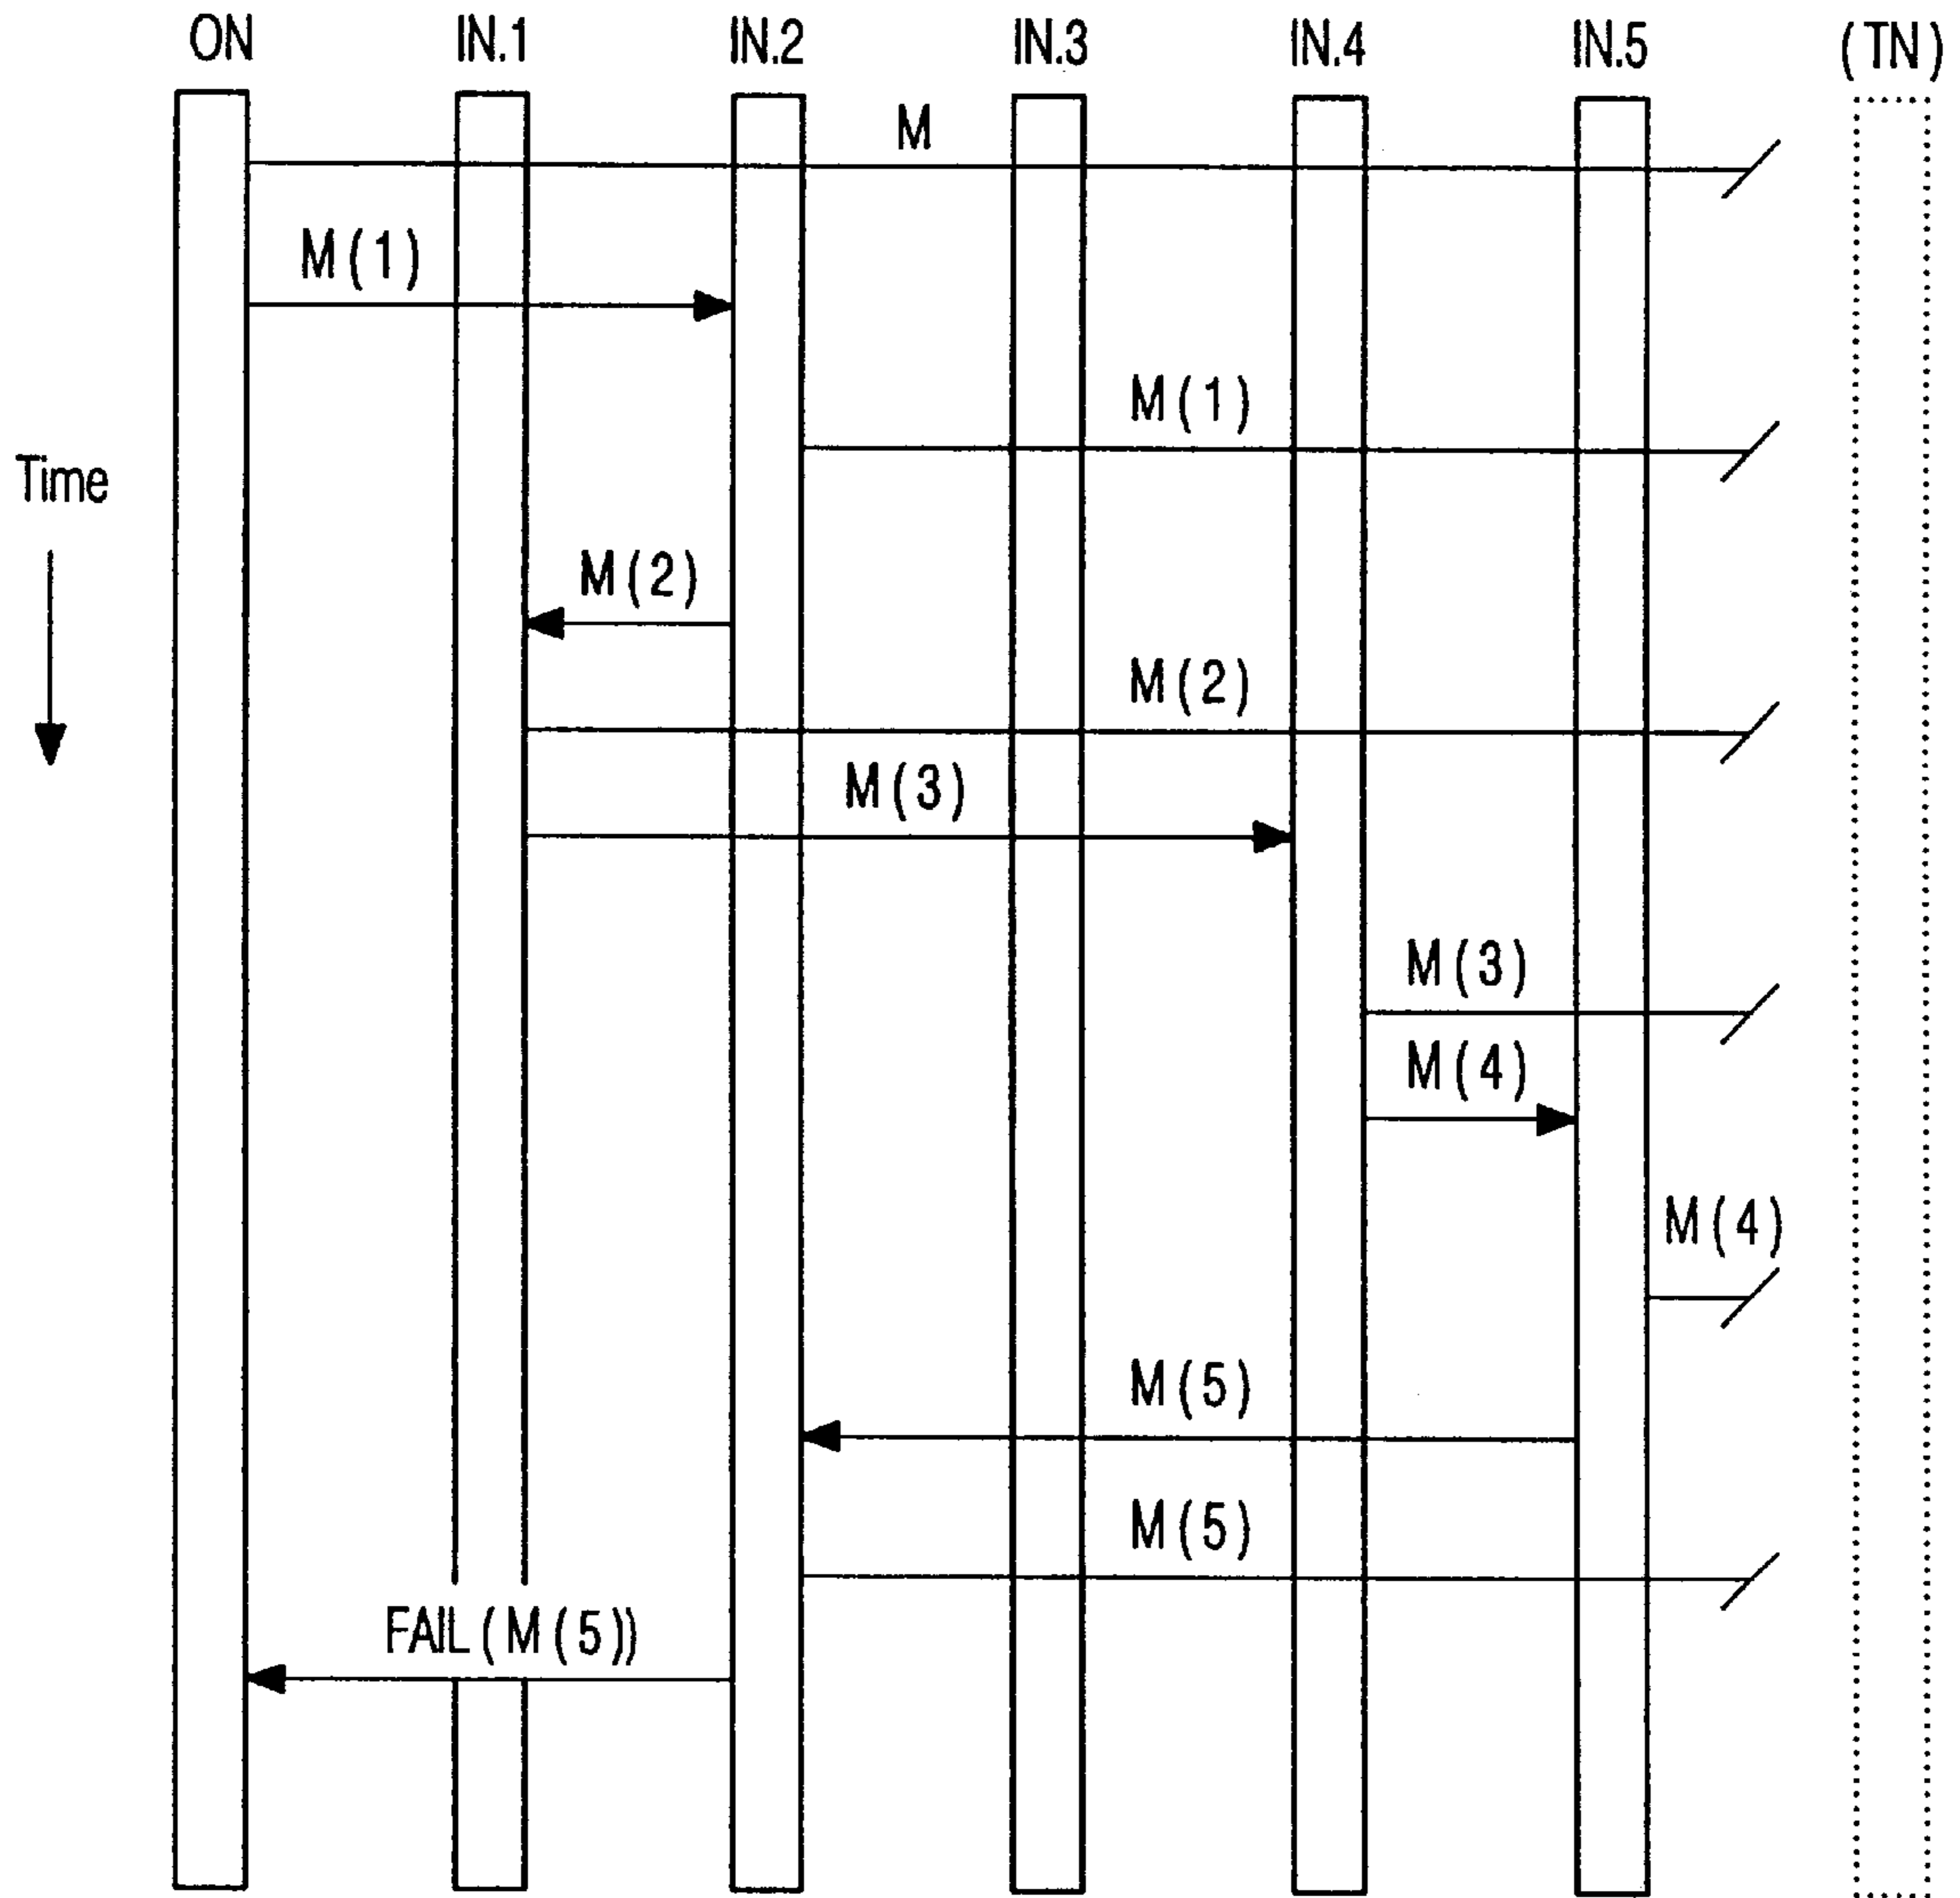 ON IN.1 IN.2 IN.3 IN.4 IN.5 (TN)
M
M(1)
M(1)
Time
M(2)
M(2)
M(3)
M(3)
M(4)
M(4)
M(5)
M(5)
FAIL(M(5))